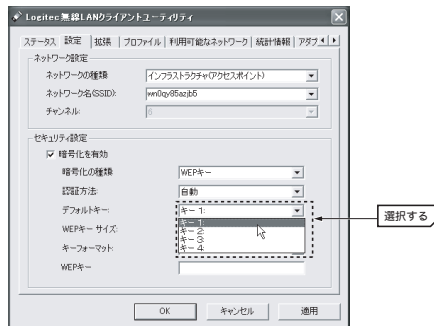 Logitec 無線LANクライアントユーティリティ
ステータス 設定 拡張 プロファイル 利用可能なネットワーク 統計情報 アダプ
ネットワーク設定
ネットワークの種類 インフラストラクチャ(アクセスポイント)
ネットワーク名(SSID): wn0qy85azjb5
チャンネル: 6
セキュリティ設定
暗号化を有効
暗号化の種類 WEPキー
認証方法: 自動
デフォルトキー: キー 1:
キー 1:
WEPキー サイズ: キー 2:
キー 3:
キーフォーマット: キー 4:
WEPキー
選択する
OK キャンセル 適用